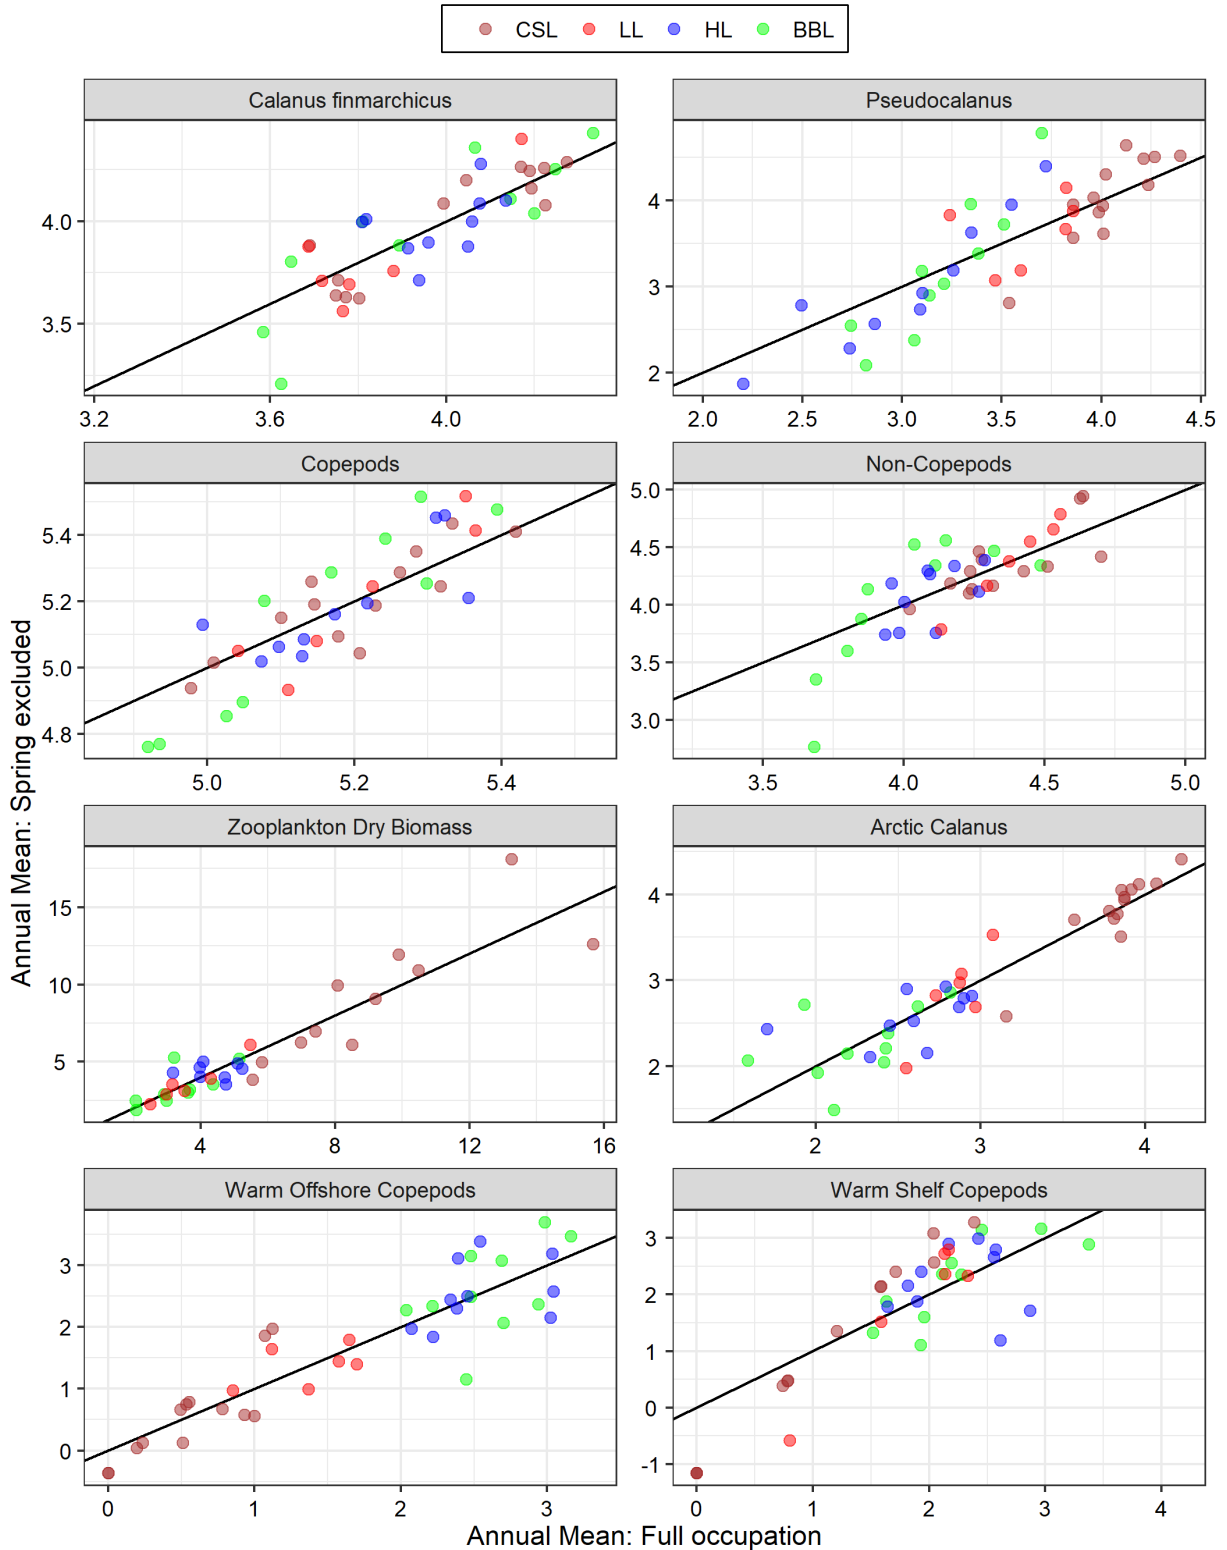 CSL LL HL BBL
Calanus finmarchicus
Pseudocalanus
4.0
3.5
3.2 3.6 4.0
4
3
2
2.0 2.5 3.0 3.5 4.0 4.5
Copepods
Non-Copepods
5.4
5.2
5.0
4.8
5.0 5.2 5.4
5.0
4.5
4.0
3.5
3.0
3.5 4.0 4.5 5.0
Zooplankton Dry Biomass
Arctic Calanus
15
10
5
4 8 12 16
4
3
2
2 3 4
Warm Offshore Copepods
Warm Shelf Copepods
3
2
1
0
0 1 2 3
3
2
1
0
-1
0 1 2 3 4
Annual Mean: Spring excluded
Annual Mean: Full occupation